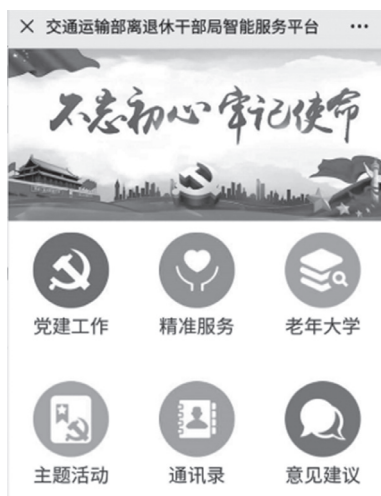 交通运输部离退休干部局智能服务平台
不忘初心 牢记使命
党建工作 精准服务 老年大学
主题活动 通讯录 意见建议